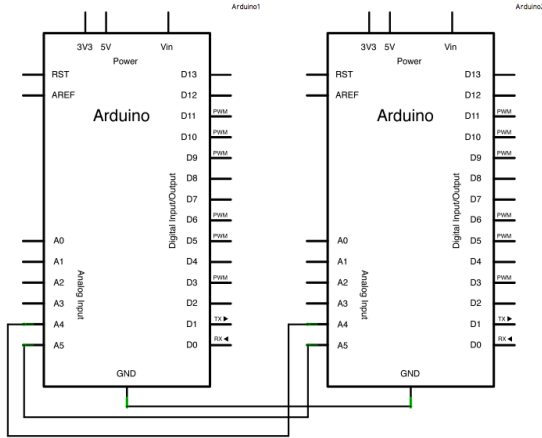 Arduino1
3V3 5V Vin
Power
RST
AREF
Arduino
D13
D12
D11 PWM
D10 PWM
D9 PWM
D8
D7
D6 PWM
D5 PWM
D4
D3 PWM
D2
D1 TX
D0 RX
Digital Input/Output
A0
A1
A2
A3
A4
A5
Analog Input
GND
Arduino
3V3 5V Vin
Power
RST
AREF
Arduino
D13
D12
D11 PWM
D10 PWM
D9 PWM
D8
D7
D6 PWM
D5 PWM
D4
D3 PWM
D2
D1 TX
D0 RX
Digital Input/Output
A0
A1
A2
A3
A4
A5
Analog Input
GND